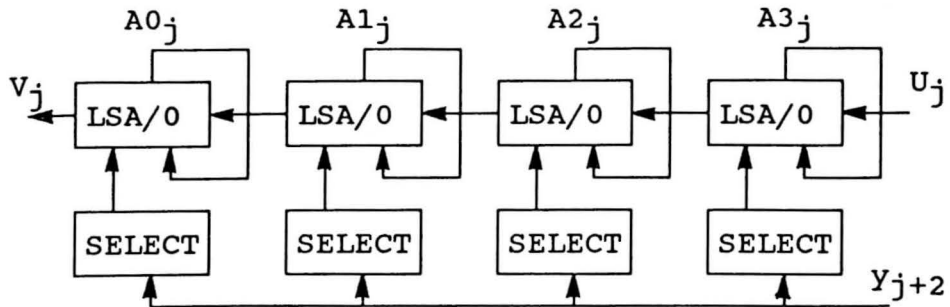 A0j A1j A2j A3j
Vj Uj
LSA/0 LSA/0 LSA/0 LSA/0
SELECT SELECT SELECT SELECT
Yj+2